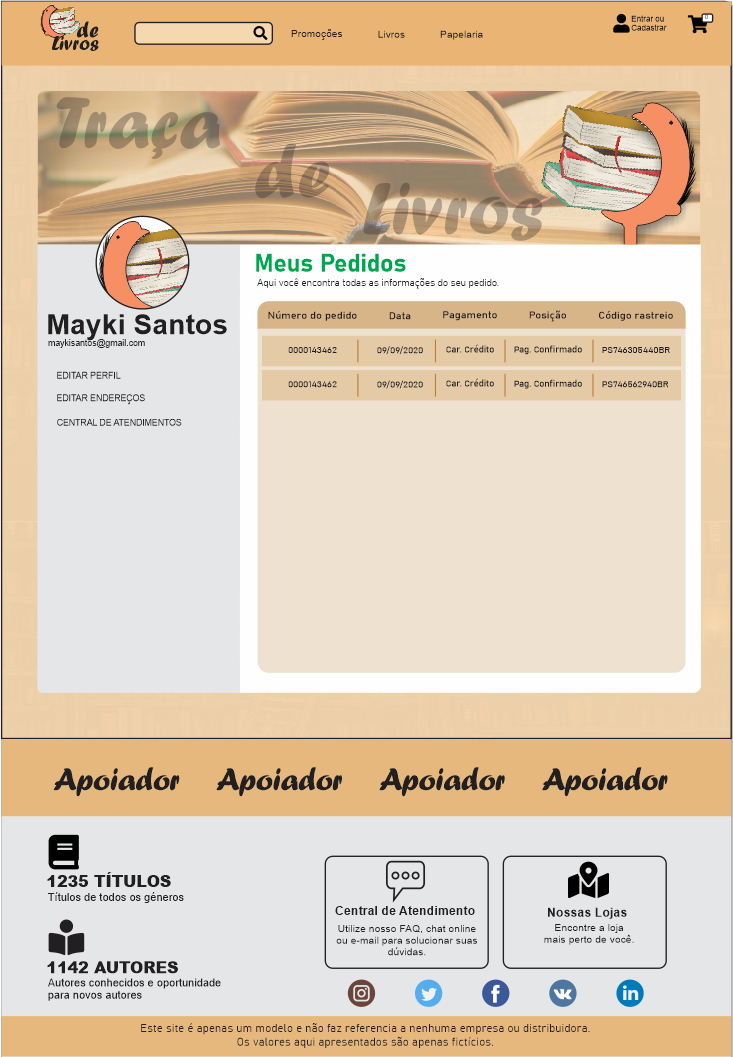 de
Livros
Promoções
Livros
Papelaria
Entrar ou
Cadastrar
Traça
de
Livros
Mayki Santos
maykisantos@gmail.com
EDITAR PERFIL
EDITAR ENDEREÇOS
CENTRAL DE ATENDIMENTOS
Meus Pedidos
Aqui você encontra todas as informações do seu pedido.
Número do pedido Data Pagamento Posição Código rastreio
0000143462 09/09/2020 Car. Crédito Pag. Confirmado PS746305440BR
0000143462 09/09/2020 Car. Crédito Pag. Confirmado PS746562940BR
Apoiador Apoiador Apoiador Apoiador
1235 TÍTULOS
Títulos de todos os géneros
1142 AUTORES
Autores conhecidos e oportunidade
para novos autores
Central de Atendimento
Utilize nosso FAQ, chat online
ou e-mail para solucionar suas
dúvidas.
Nossas Lojas
Encontre a loja
mais perto de você.
Este site é apenas um modelo e não faz referencia a nenhuma empresa ou distribuidora.
Os valores aqui apresentados são apenas fictícios.